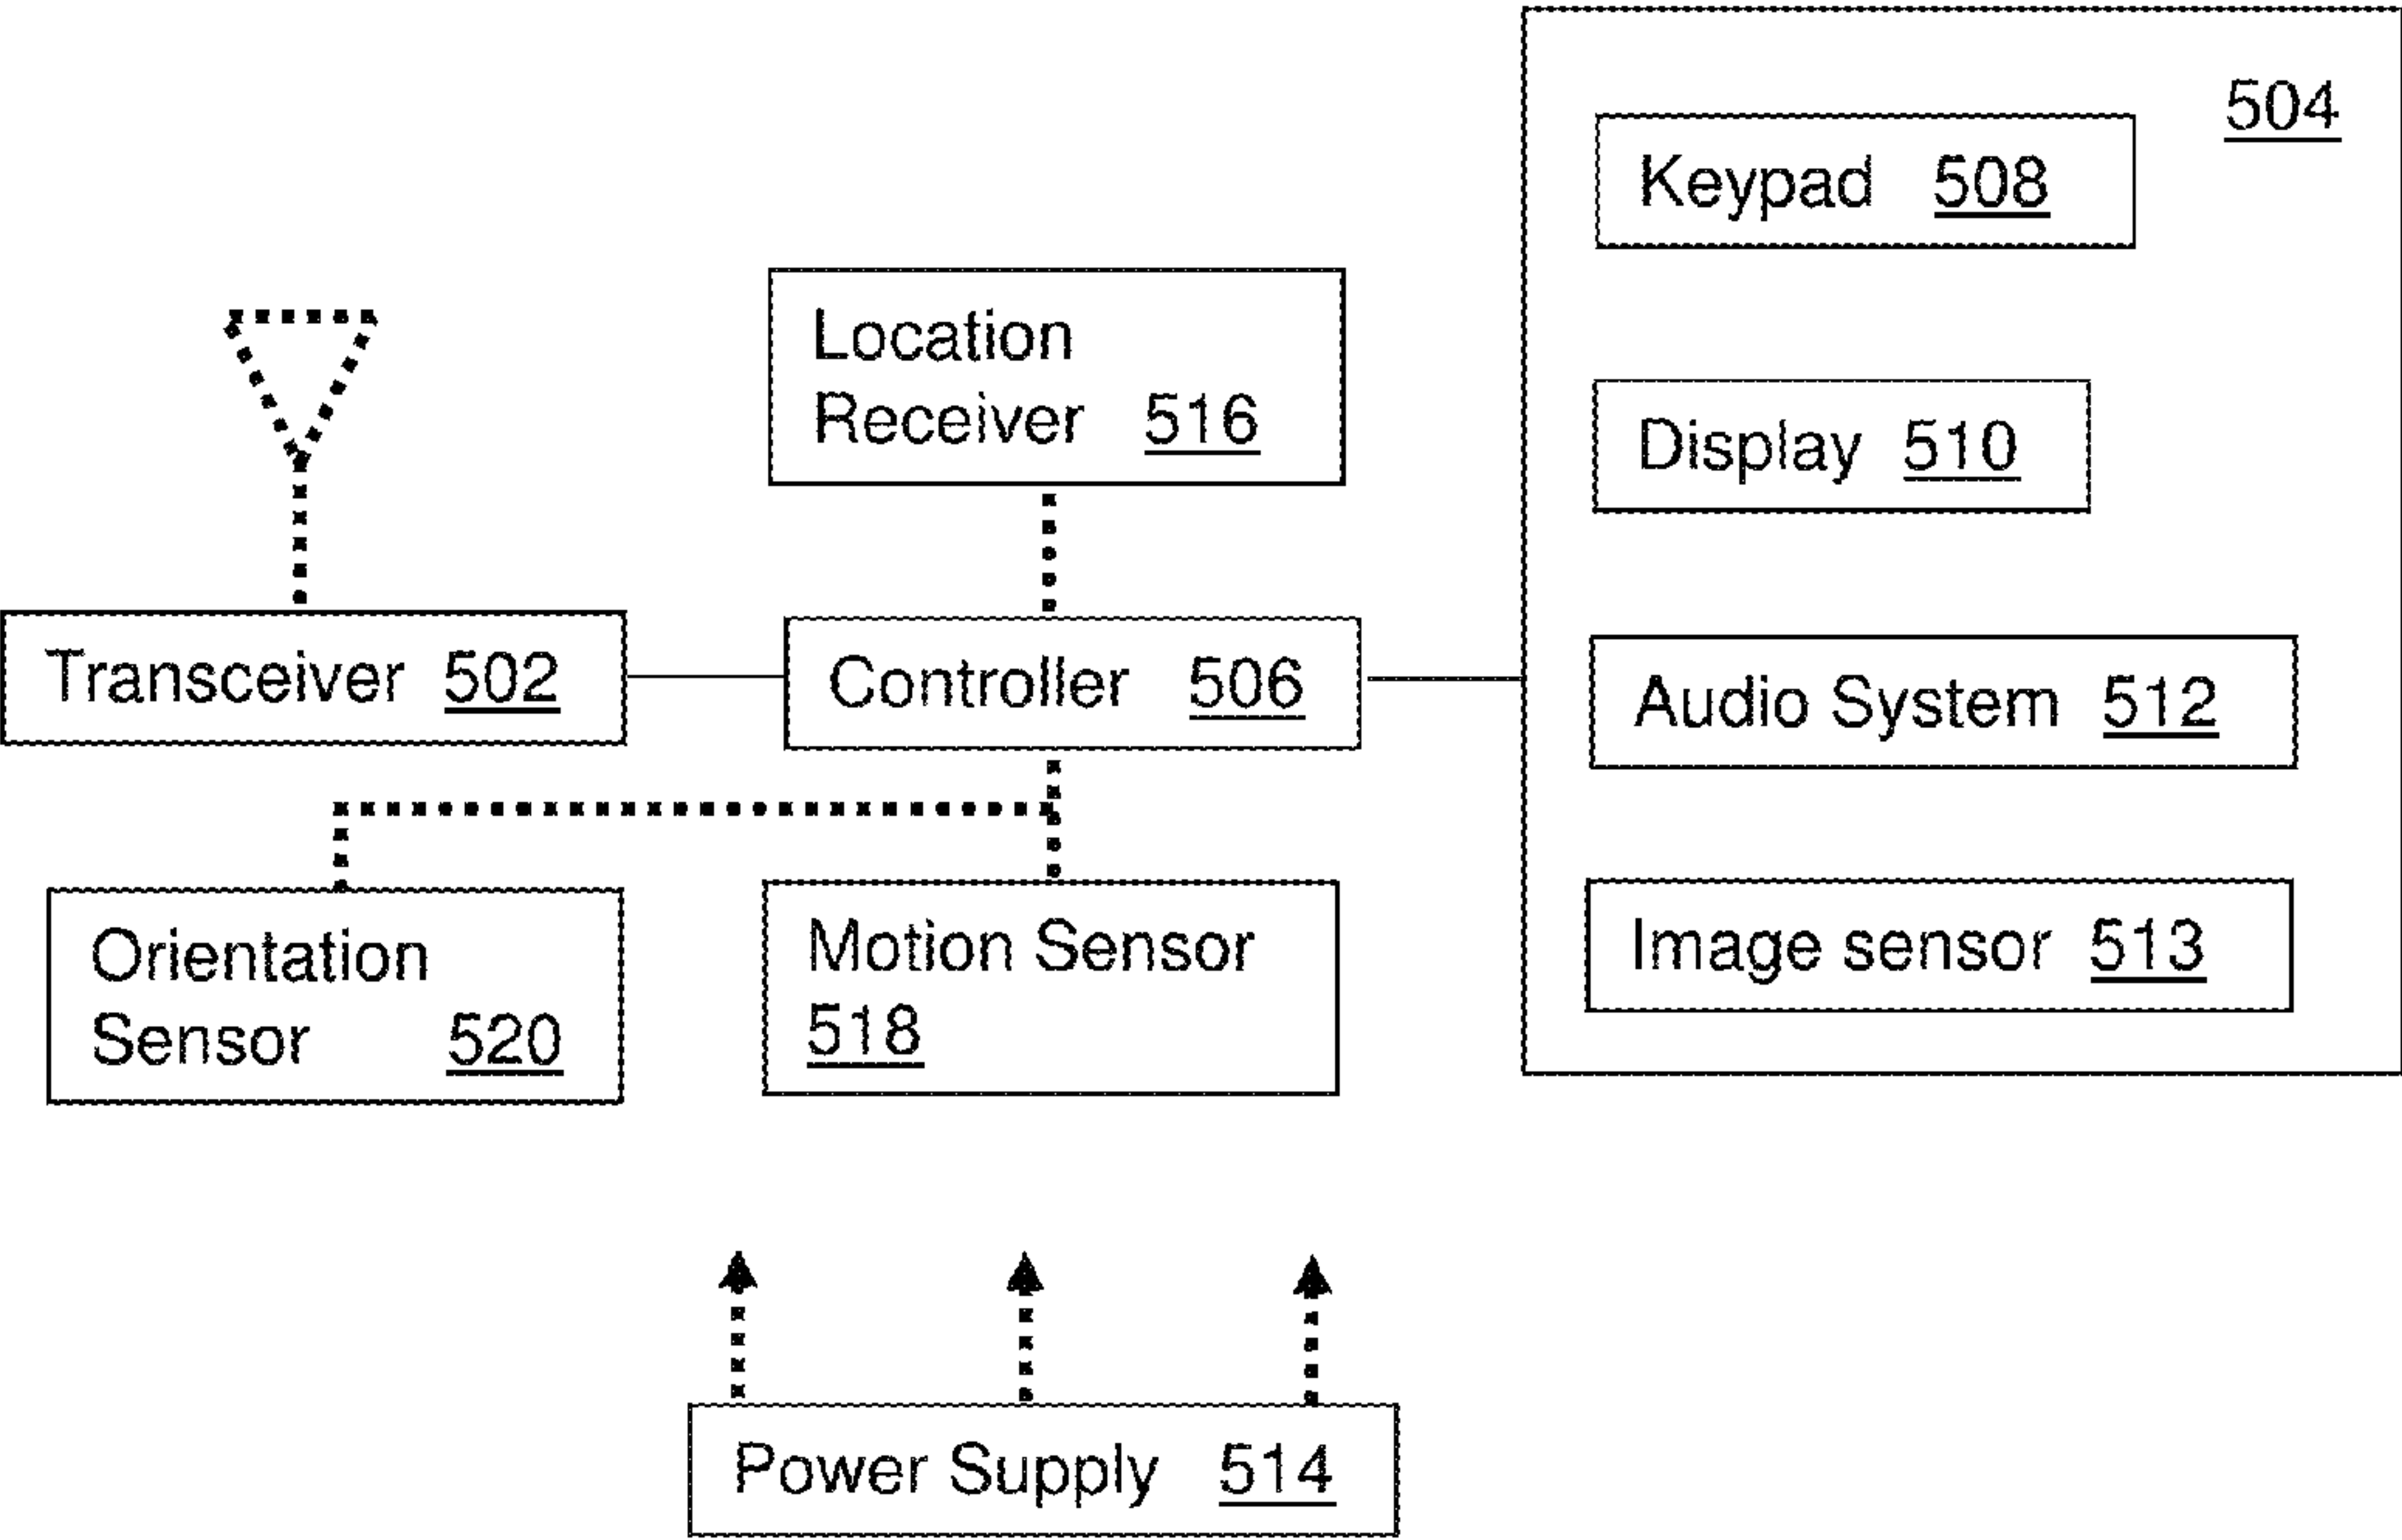 504
Keypad 508
Location
Receiver 516
Display 510
Transceiver 502
Controller 506
Audio System 512
Orientation
Sensor 520
Motion Sensor
518
Image sensor 513
Power Supply 514